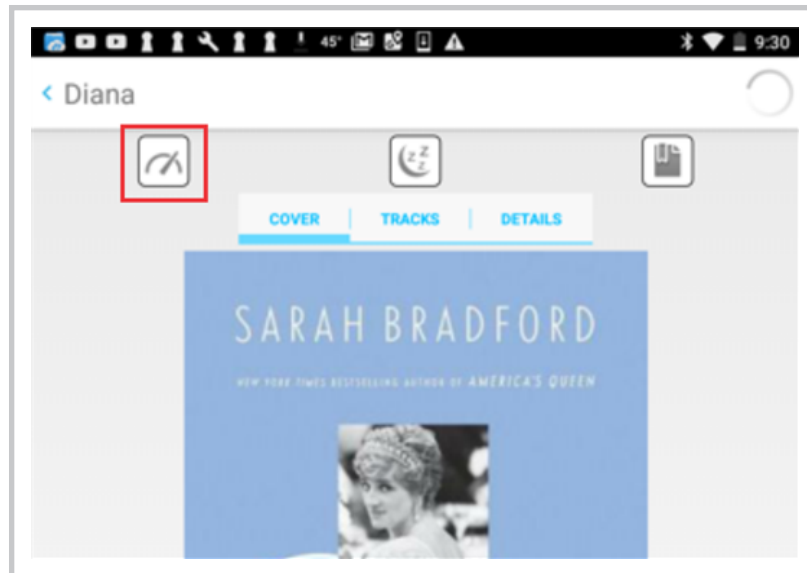 45° 9:30
< Diana
z z z
COVER TRACKS DETAILS
SARAH BRADFORD
NEW YORK TIMES BESTSELLING AUTHOR OF AMERICA'S QUEEN